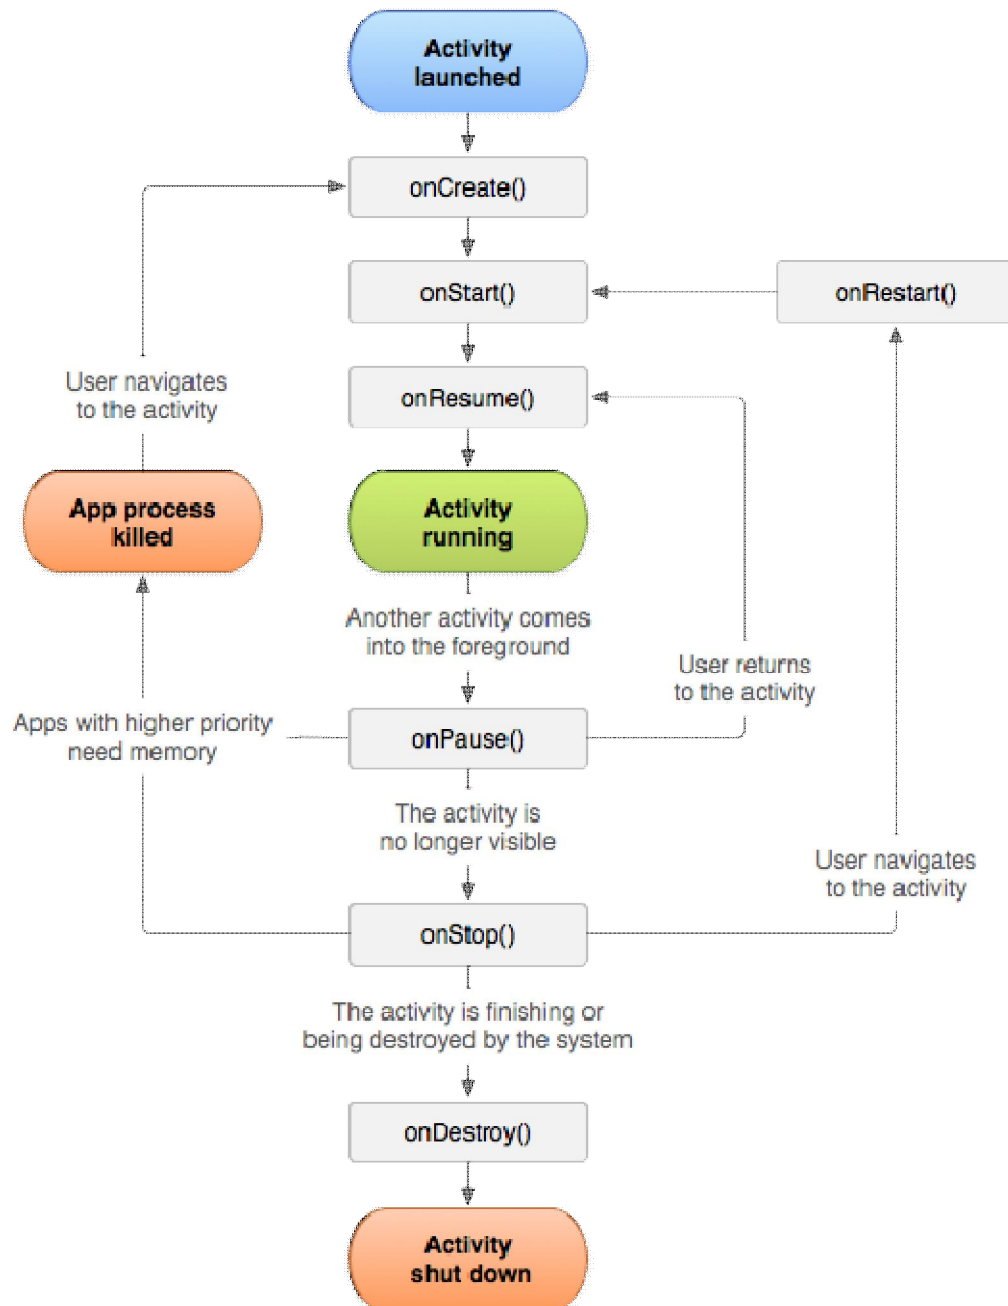 Activity
launched
onCreate()
onStart()
onRestart()
User navigates
to the activity
onResume()
App process
killed
Activity
running
Another activity comes
into the foreground
User returns
to the activity
Apps with higher priority
need memory
onPause()
The activity is
no longer visible
User navigates
to the activity
onStop()
The activity is finishing or
being destroyed by the system
onDestroy()
Activity
shut down